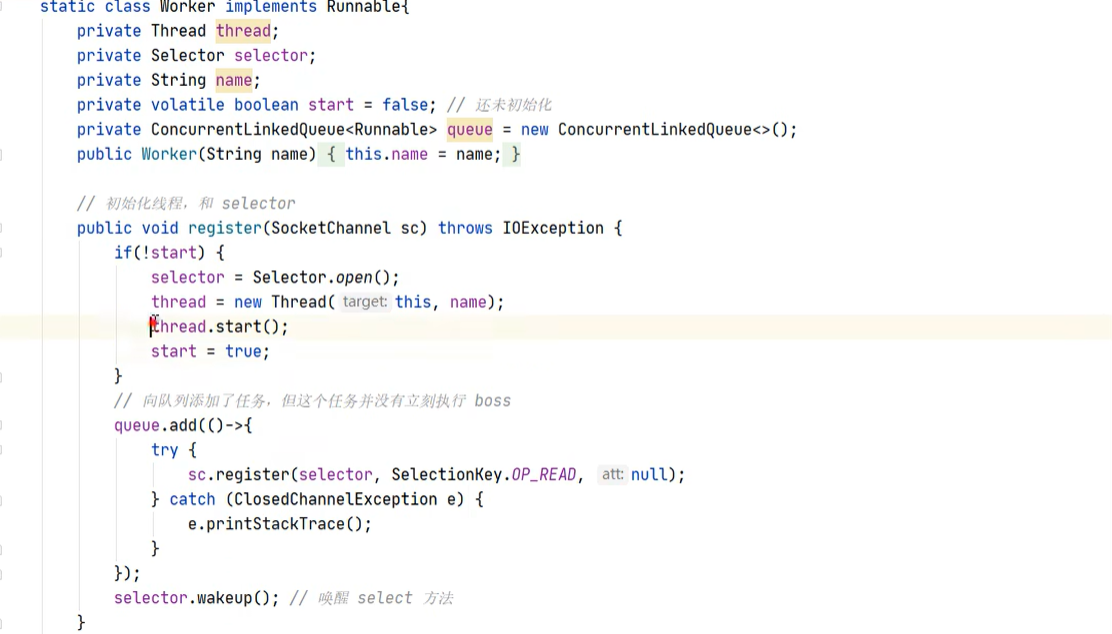 static class Worker implements Runnable{
private Thread thread;
private Selector selector;
private String name;
private volatile boolean start = false; // 还未初始化
private ConcurrentLinkedQueue<Runnable> queue = new ConcurrentLinkedQueue<>();
public Worker(String name) { this.name = name; }
// 初始化线程，和 selector
public void register(SocketChannel sc) throws IOException {
if(!start) {
selector = Selector.open();
thread = new Thread( target: this, name);
thread.start();
start = true;
}
// 向队列添加了任务，但这个任务并没有立刻执行 boss
queue.add(()->{
try {
sc.register(selector, SelectionKey.OP_READ, att: null);
} catch (ClosedChannelException e) {
e.printStackTrace();
}
});
selector.wakeup(); // 唤醒 select 方法
}